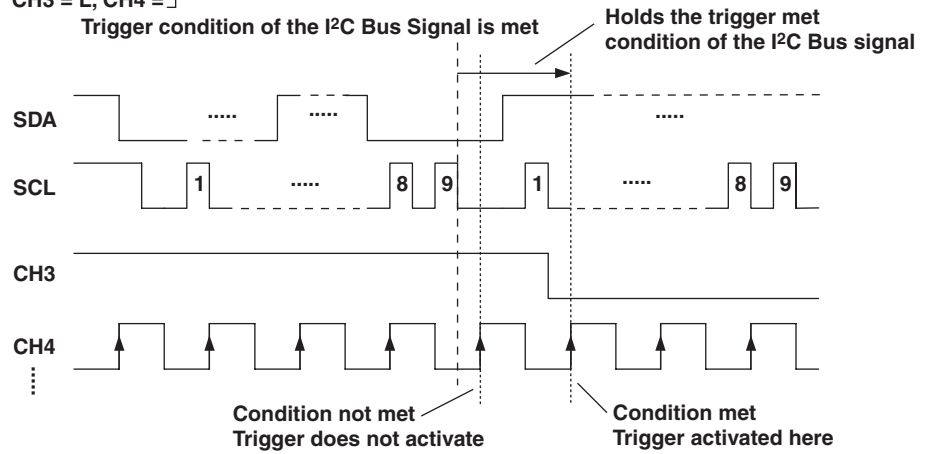 CH3 = L, CH4 =
Trigger condition of the I²C Bus Signal is met
Holds the trigger met
condition of the I²C Bus signal
SDA
.....
.....
.....
SCL
1
.....
8
9
1
.....
8
9
CH3
CH4
Condition not met
Trigger does not activate
Condition met
Trigger activated here